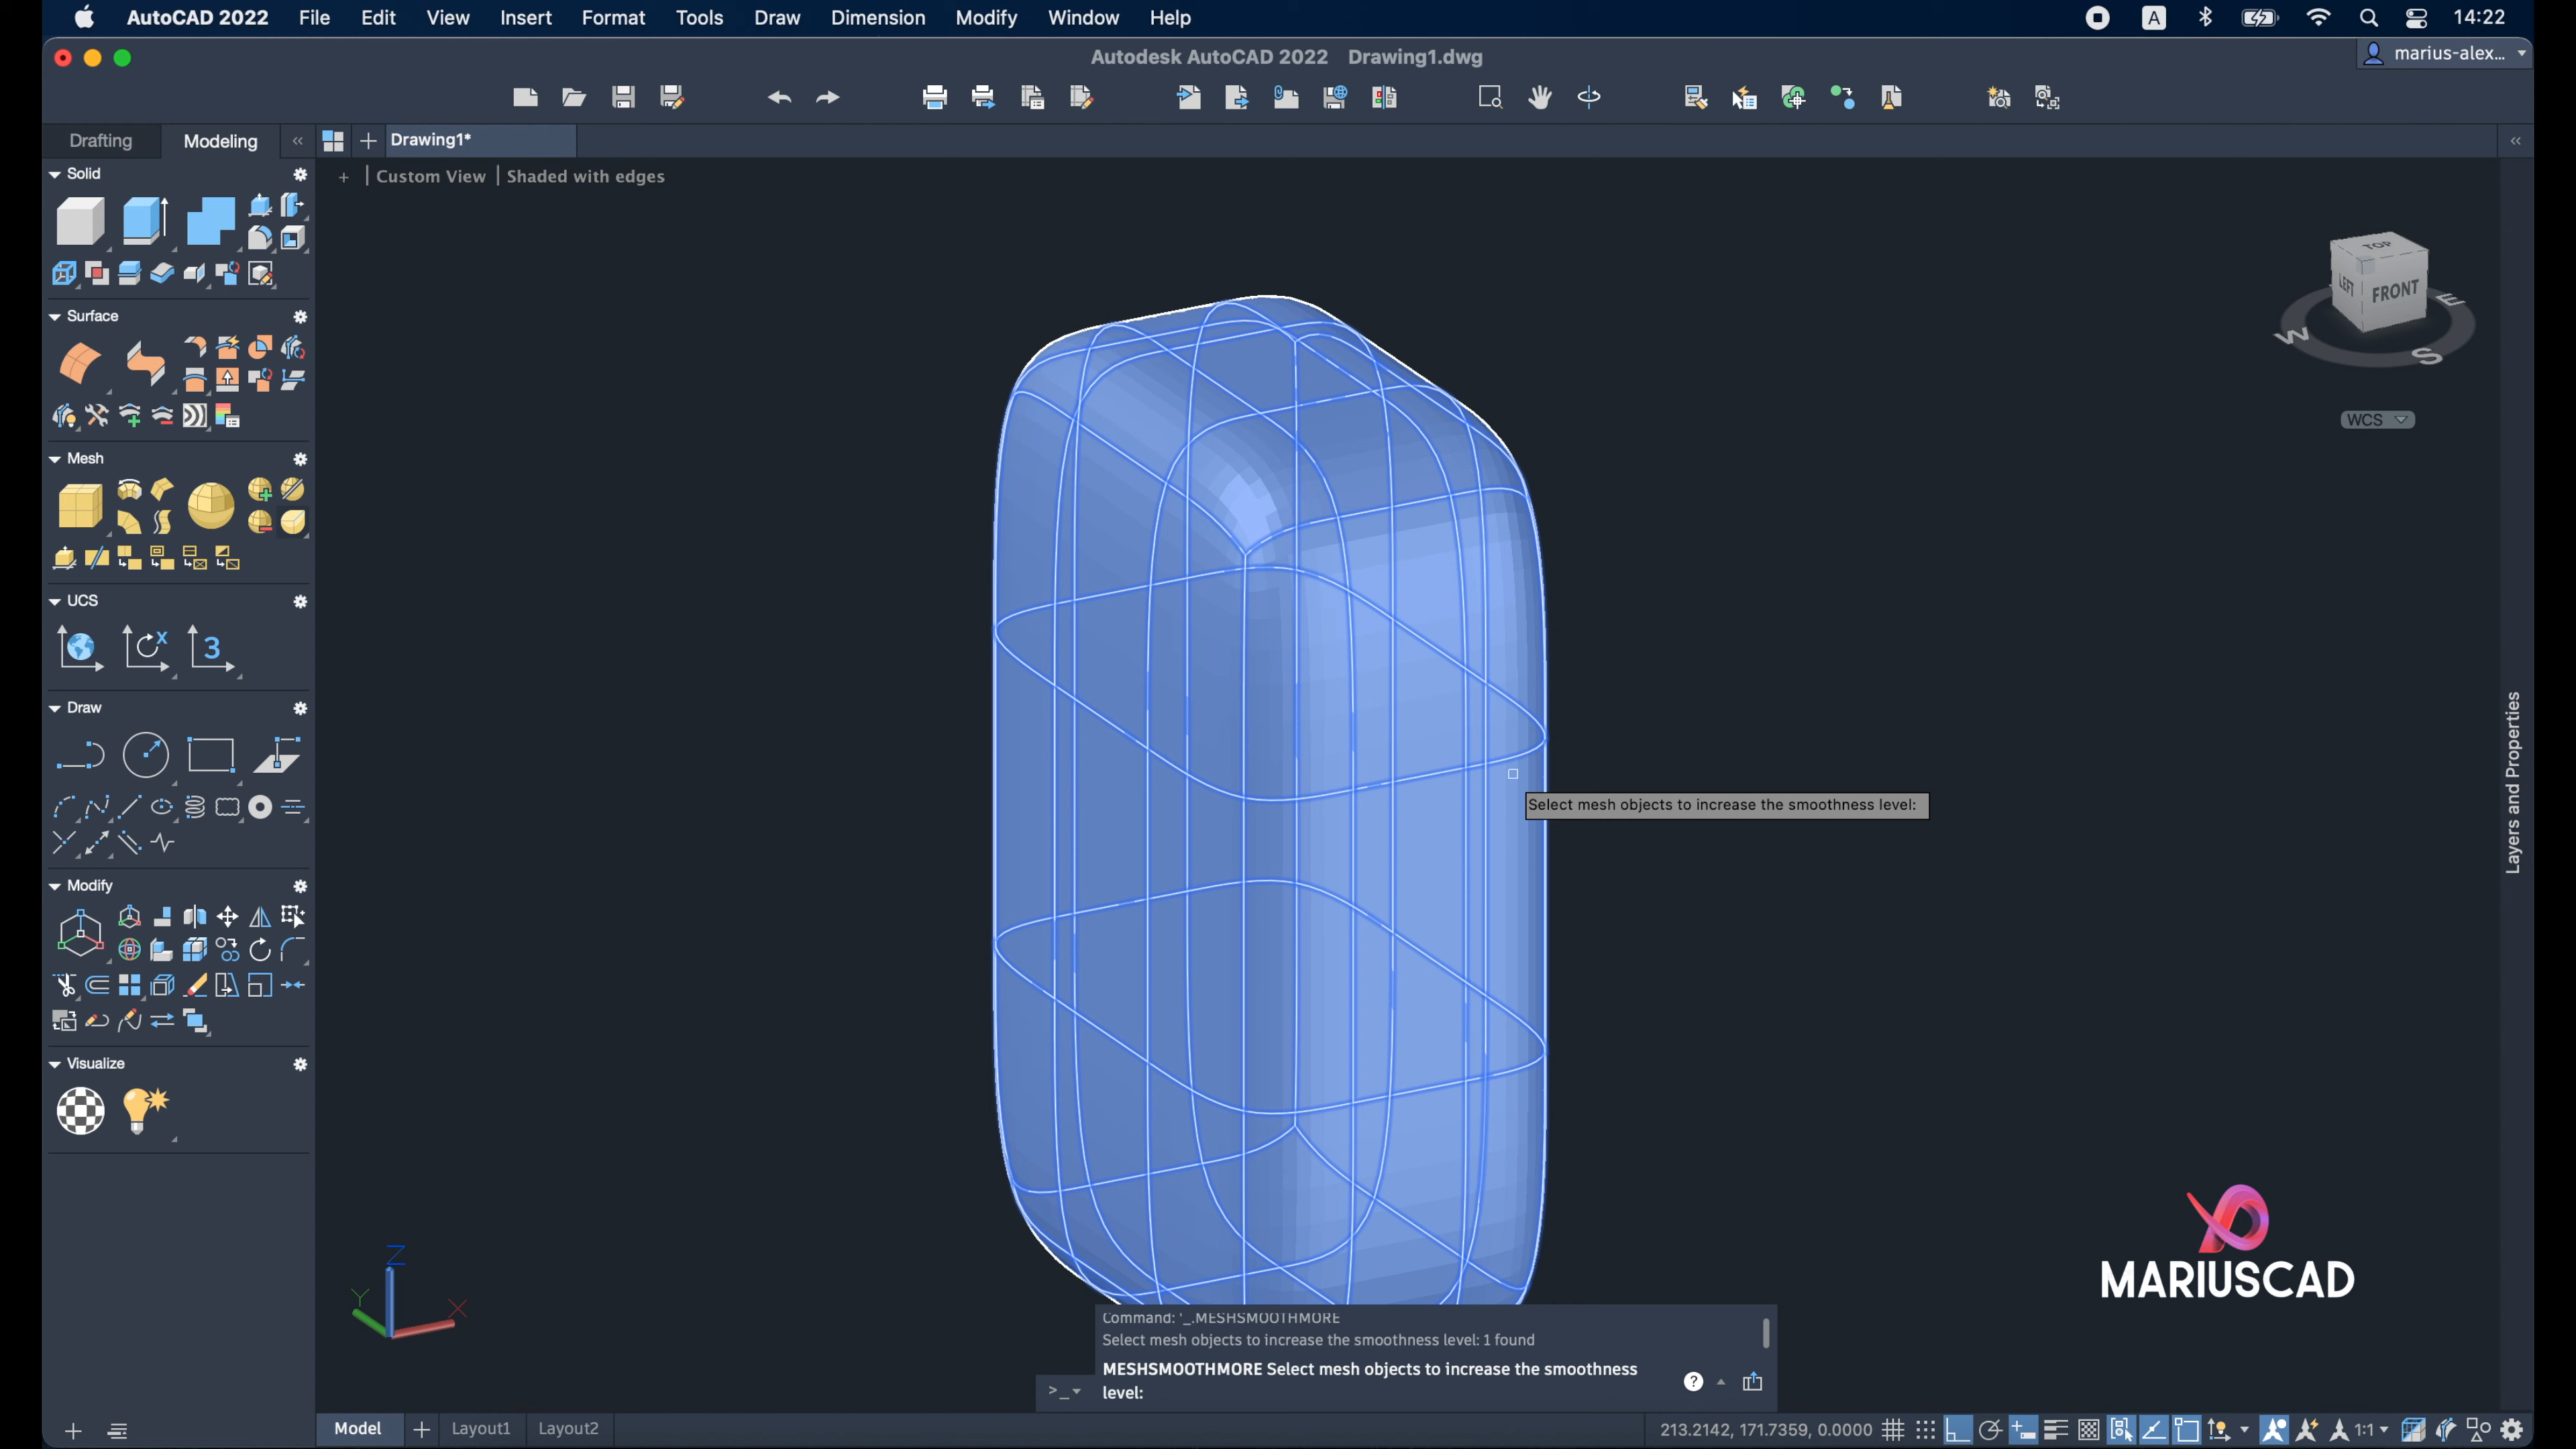 AutoCAD 2022 File Edit View Insert Format Tools Draw Dimension Modify Window Help A 14:22
Autodesk AutoCAD 2022 Drawing1.dwg
marius-alex...
Drafting Modeling « + Drawing1* «
Solid
+ | Custom View | Shaded with edges
TOP
LEFT FRONT
W S E
WCS
Surface
Mesh
UCS
X 3
Draw
Select mesh objects to increase the smoothness level:
Layers and Properties
Modify
Visualize
Z
Y X
MARIUSCAD
Command: '_.MESHSMOOTHMORE
Select mesh objects to increase the smoothness level: 1 found
MESHSMOOTHMORE Select mesh objects to increase the smoothness
>_ level: ?
Model + Layout1 Layout2 213.2142, 171.7359, 0.0000 1:1